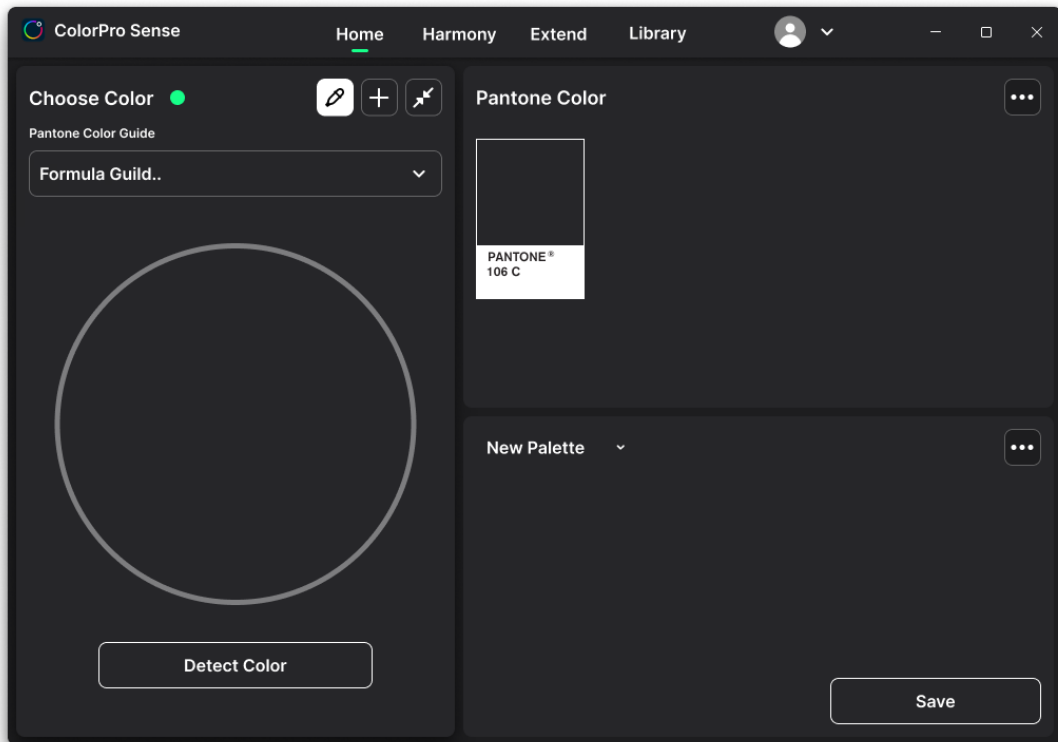 ColorPro Sense
Home Harmony Extend Library
Choose Color
Pantone Color Guide
Formula Guild..
Detect Color
Pantone Color
PANTONE®
106 C
New Palette
Save